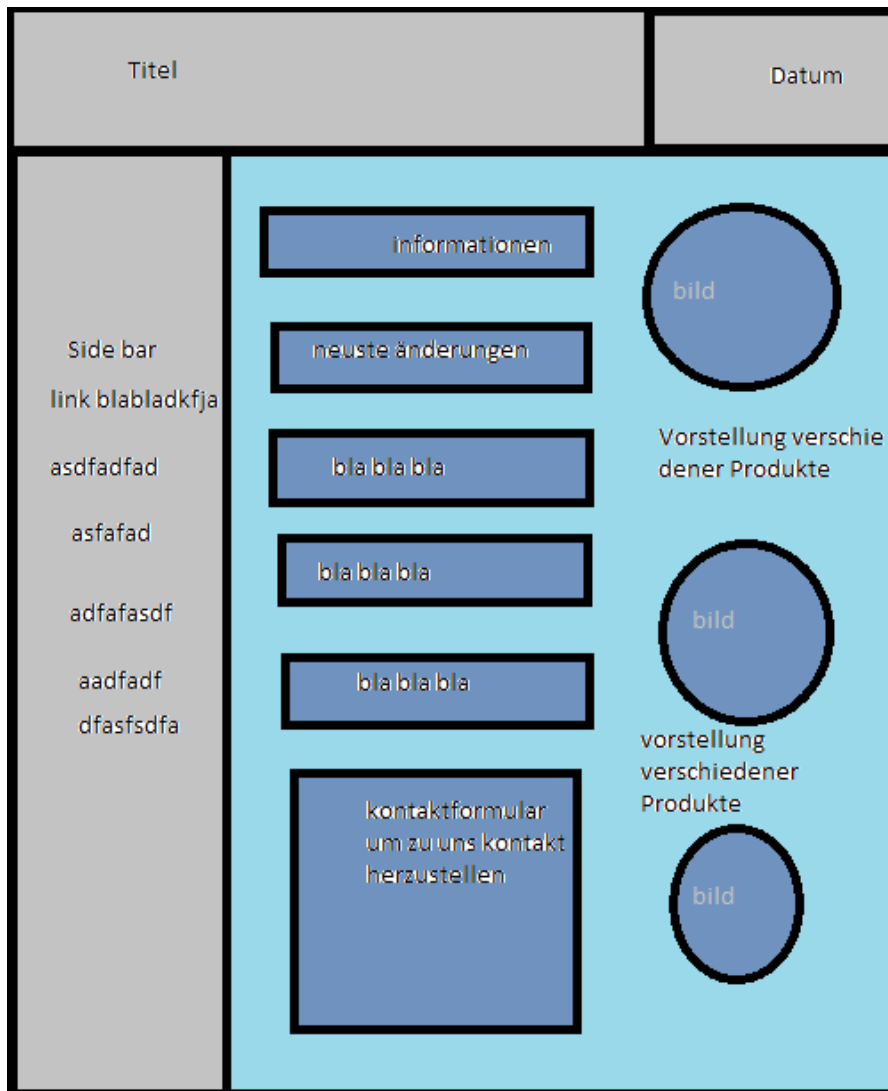 Titel
Datum
Side bar
link blabladkfja
asdfadfad
asfafad
adfafasdf
aadfadf
dfasfsdfa
informationen
neuste änderungen
bla bla bla
bla bla bla
bla bla bla
kontaktformular
um zu uns kontakt
herzustellen
bild
Vorstellung verschie
dener Produkte
bild
vorstellung
verschiedener
Produkte
bild